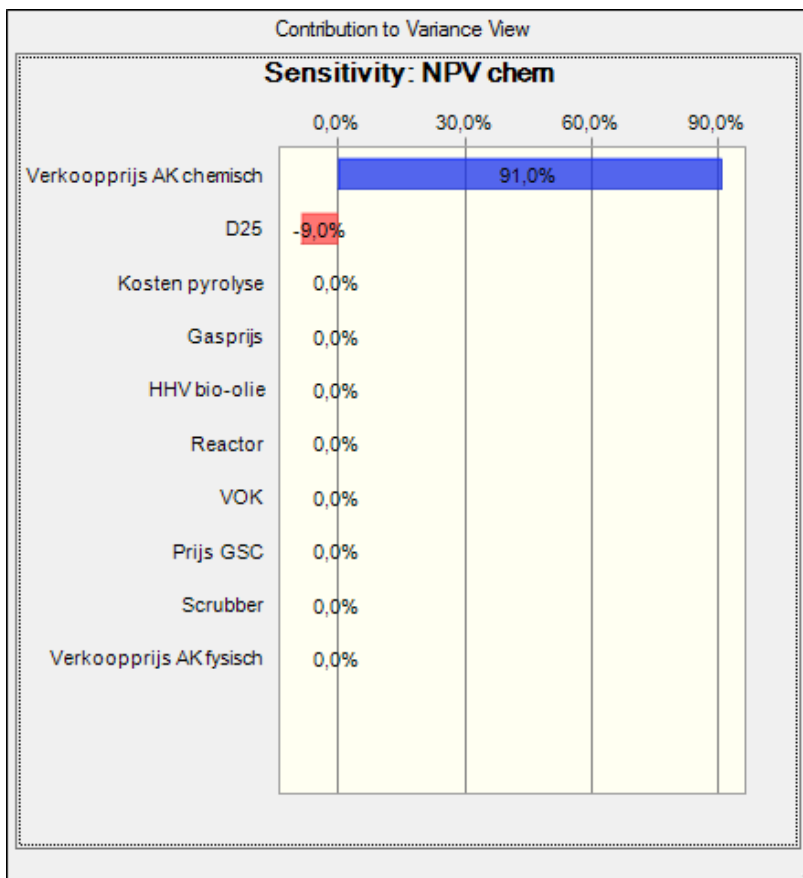 Contribution to Variance View
Sensitivity: NPV chem
0,0% 30,0% 60,0% 90,0%
Verkoopprijs AK chemisch 91,0%
D25 -9,0%
Kosten pyrolyse 0,0%
Gasprijs 0,0%
HHV bio-olie 0,0%
Reactor 0,0%
VOK 0,0%
Prijs GSC 0,0%
Scrubber 0,0%
Verkoopprijs AK fysisch 0,0%